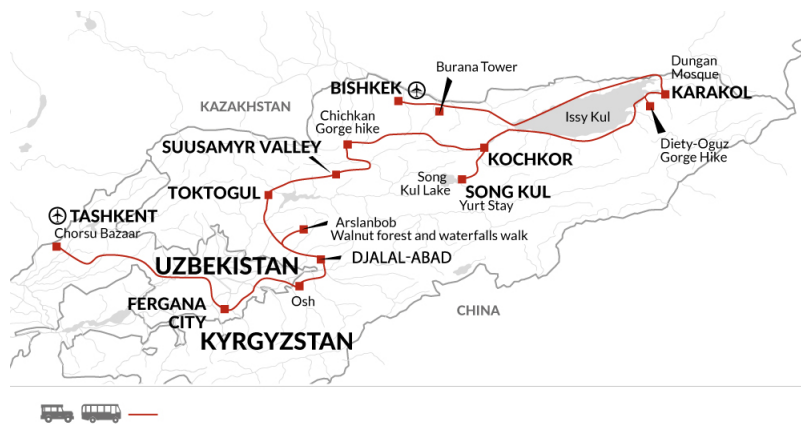 Dungan
Mosque
Burana Tower
BISHKEK
KARAKOL
KAZAKHSTAN
Chichkan
Gorge hike
Issy Kul
SUUSAMYR VALLEY
Diety-Oguz
Gorge Hike
KOCHKOR
Song
Kul Lake
SONG KUL
Yurt Stay
TOKTOGUL
TASHKENT
Chorsu Bazaar
Arslanbob
Walnut forest and waterfalls walk
DJALAL-ABAD
UZBEKISTAN
Osh
FERGANA
CITY
CHINA
KYRGYZSTAN